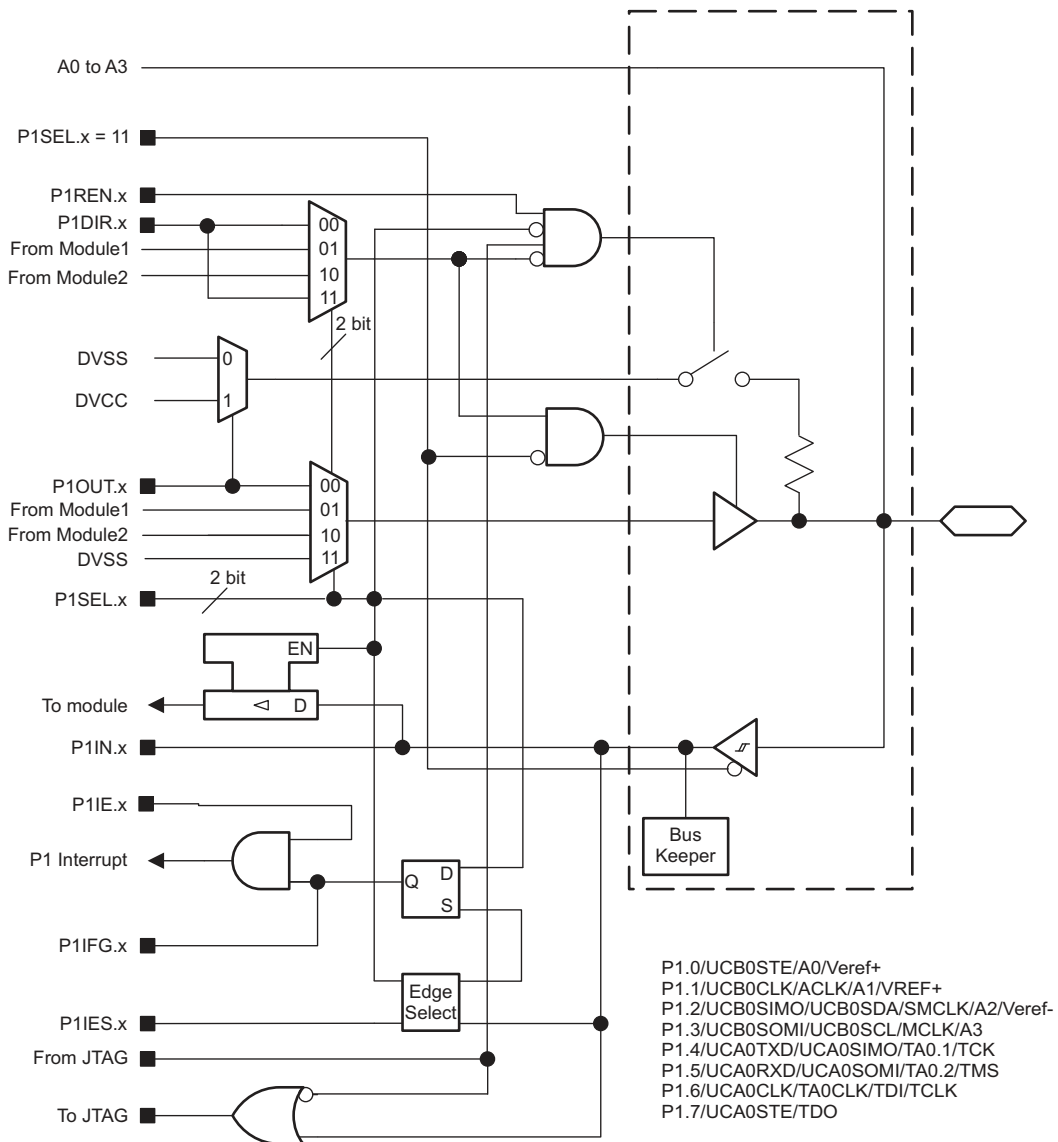 A0 to A3
P1SEL.x = 11
P1REN.x
P1DIR.x
From Module1
From Module2
00
01
10
11
2 bit
DVSS
DVCC
0
1
P1OUT.x
From Module1
From Module2
DVSS
00
01
10
11
2 bit
P1SEL.x
EN
To module
D
P1IN.x
P1IE.x
Bus
Keeper
P1 Interrupt
Q
D
S
P1IFG.x
Edge
Select
P1IES.x
From JTAG
To JTAG
P1.0/UCB0STE/A0/Veref+
P1.1/UCB0CLK/ACLK/A1/VREF+
P1.2/UCB0SIMO/UCB0SDA/SMCLK/A2/Veref-
P1.3/UCB0SOMI/UCB0SCL/MCLK/A3
P1.4/UCA0TXD/UCA0SIMO/TA0.1/TCK
P1.5/UCA0RXD/UCA0SOMI/TA0.2/TMS
P1.6/UCA0CLK/TA0CLK/TDI/TCLK
P1.7/UCA0STE/TDO